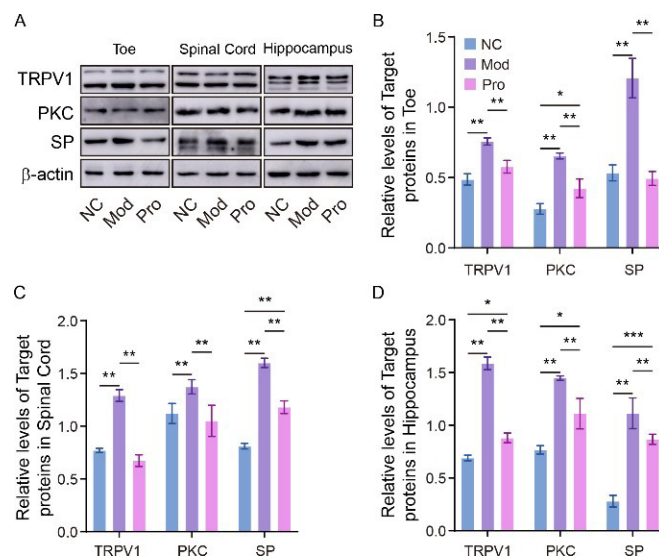 A
Toe Spinal Cord Hippocampus
TRPV1
PKC
SP
β-actin
NC Mod Pro NC Mod Pro NC Mod Pro
B
Relative levels of Target
proteins in Toe
1.5
1.0
0.5
0.0
** ** ** * ** ** **
TRPV1 PKC SP
NC
Mod
Pro
C
Relative levels of Target
proteins in Spinal Cord
2.0
1.5
1.0
0.5
0.0
** ** ** ** ** ** **
TRPV1 PKC SP
D
Relative levels of Target
proteins in Hippocampus
2.0
1.5
1.0
0.5
0.0
* ** ** * ** ** *** ** **
TRPV1 PKC SP